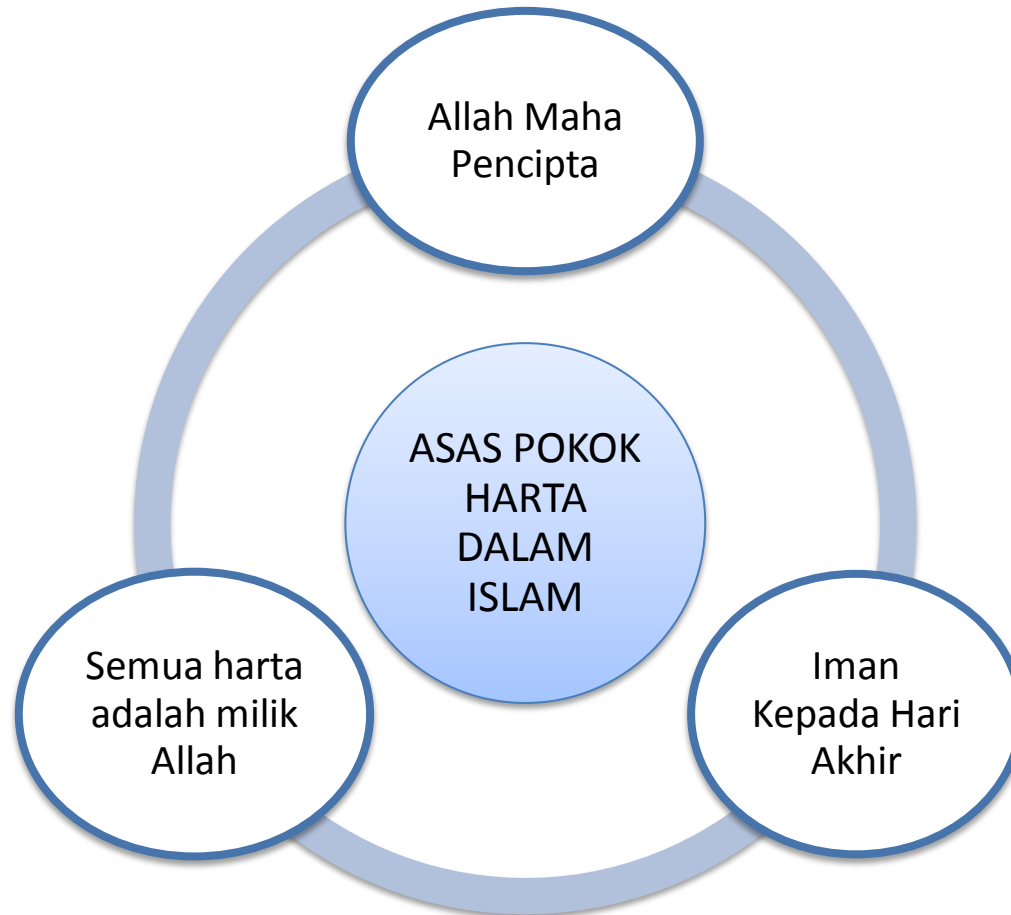 Allah Maha
Pencipta
ASAS POKOK
HARTA
DALAM
ISLAM
Semua harta
adalah milik
Allah
Iman
Kepada Hari
Akhir